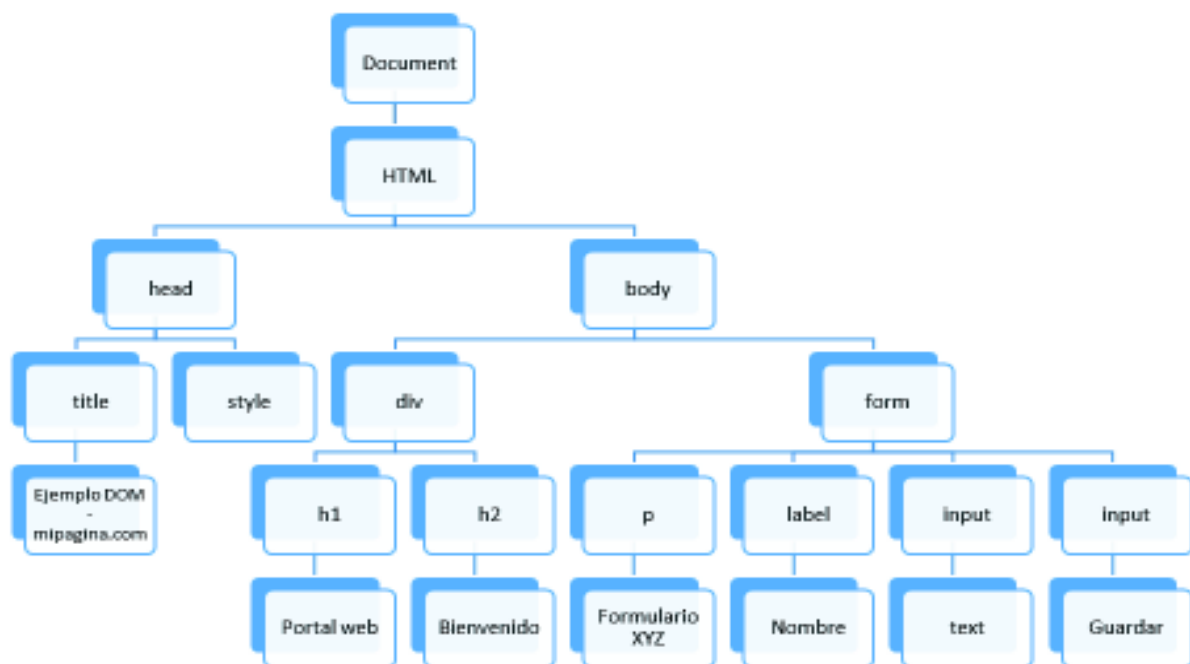 Document
HTML
head
body
title
style
div
form
Ejemplo DOM
-
mipagina.com
h1
h2
p
label
input
input
Portal web
Bienvenido
Formulario
XYZ
Nombre
text
Guardar